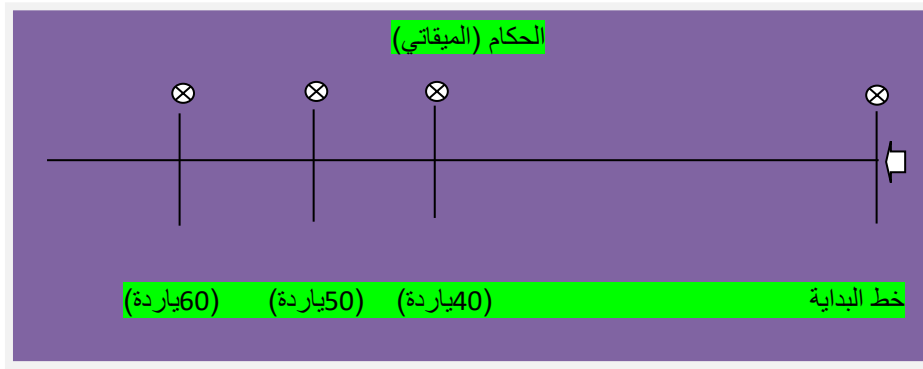 الحكام (الميقاتي)
خط البداية (40ياردة) (50ياردة) (60ياردة)